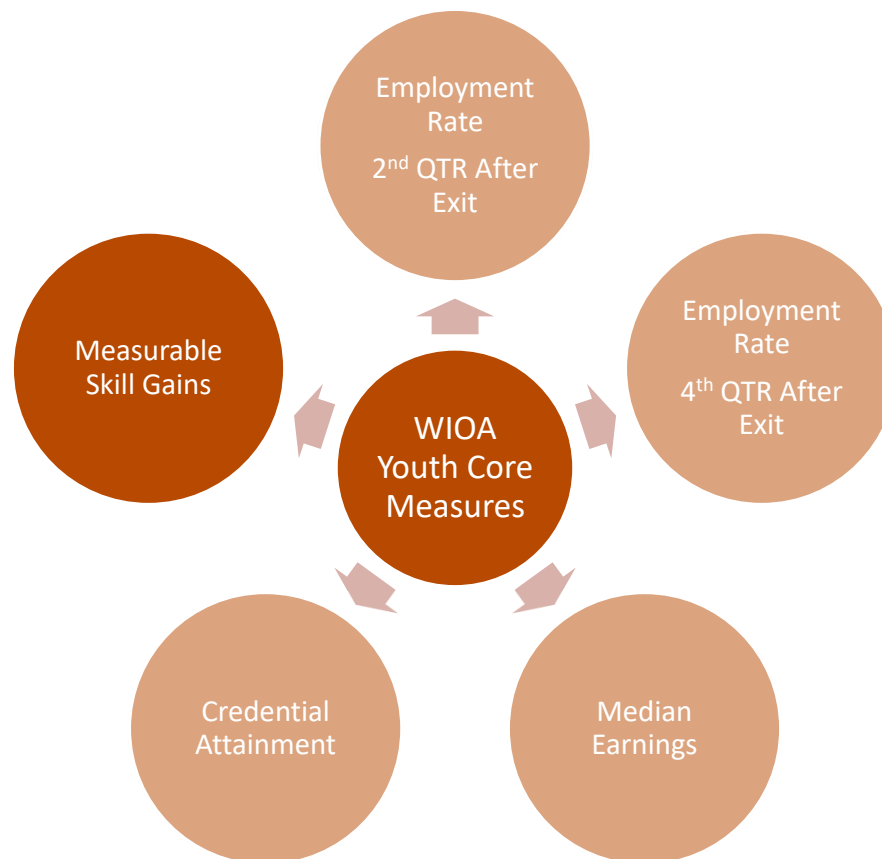 Employment
Rate
2nd QTR After
Exit
Employment
Rate
4th QTR After
Exit
Measurable
Skill Gains
WIOA
Youth Core
Measures
Credential
Attainment
Median
Earnings